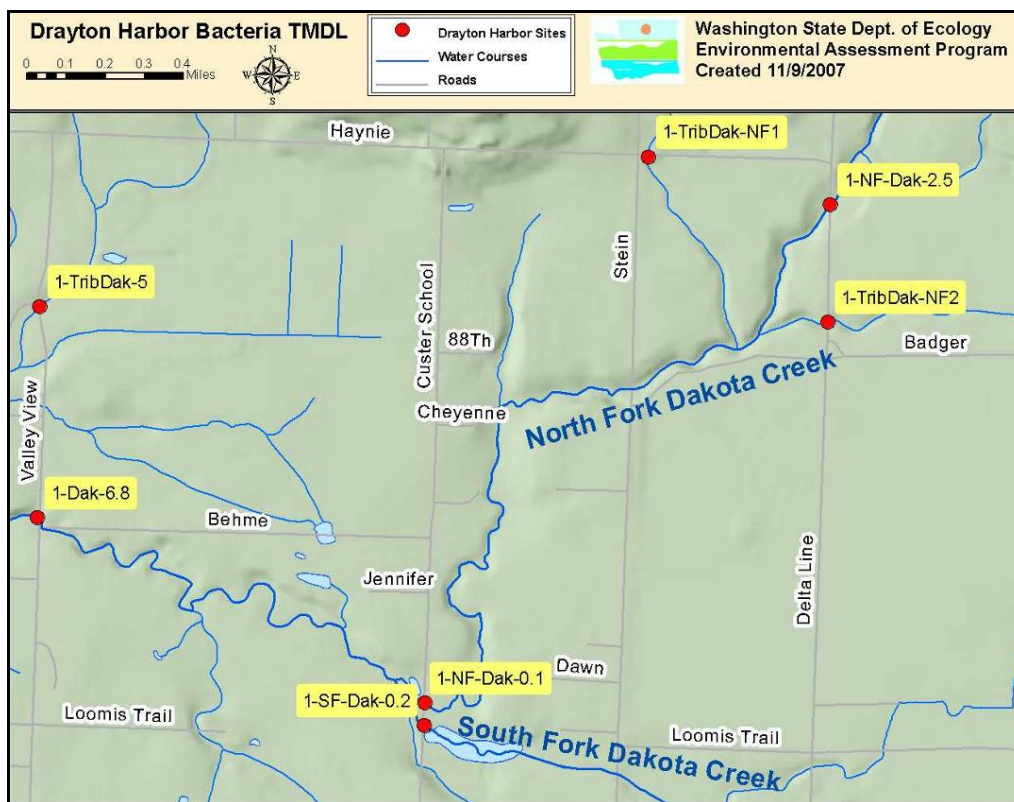 Drayton Harbor Bacteria TMDL
0 0.1 0.2 0.3 0.4
Miles
N
W E
S
Drayton Harbor Sites
Water Courses
Roads
Washington State Dept. of Ecology
Environmental Assessment Program
Created 11/9/2007
Haynie
1-TribDak-NF1
1-NF-Dak-2.5
Stein
1-TribDak-5
1-TribDak-NF2
Custer School
88Th
Badger
Cheyenne
North Fork Dakota Creek
Valley View
1-Dak-6.8
Behme
Jennifer
Delta Line
Dawn
1-NF-Dak-0.1
1-SF-Dak-0.2
Loomis Trail
South Fork Dakota Creek
Loomis Trail